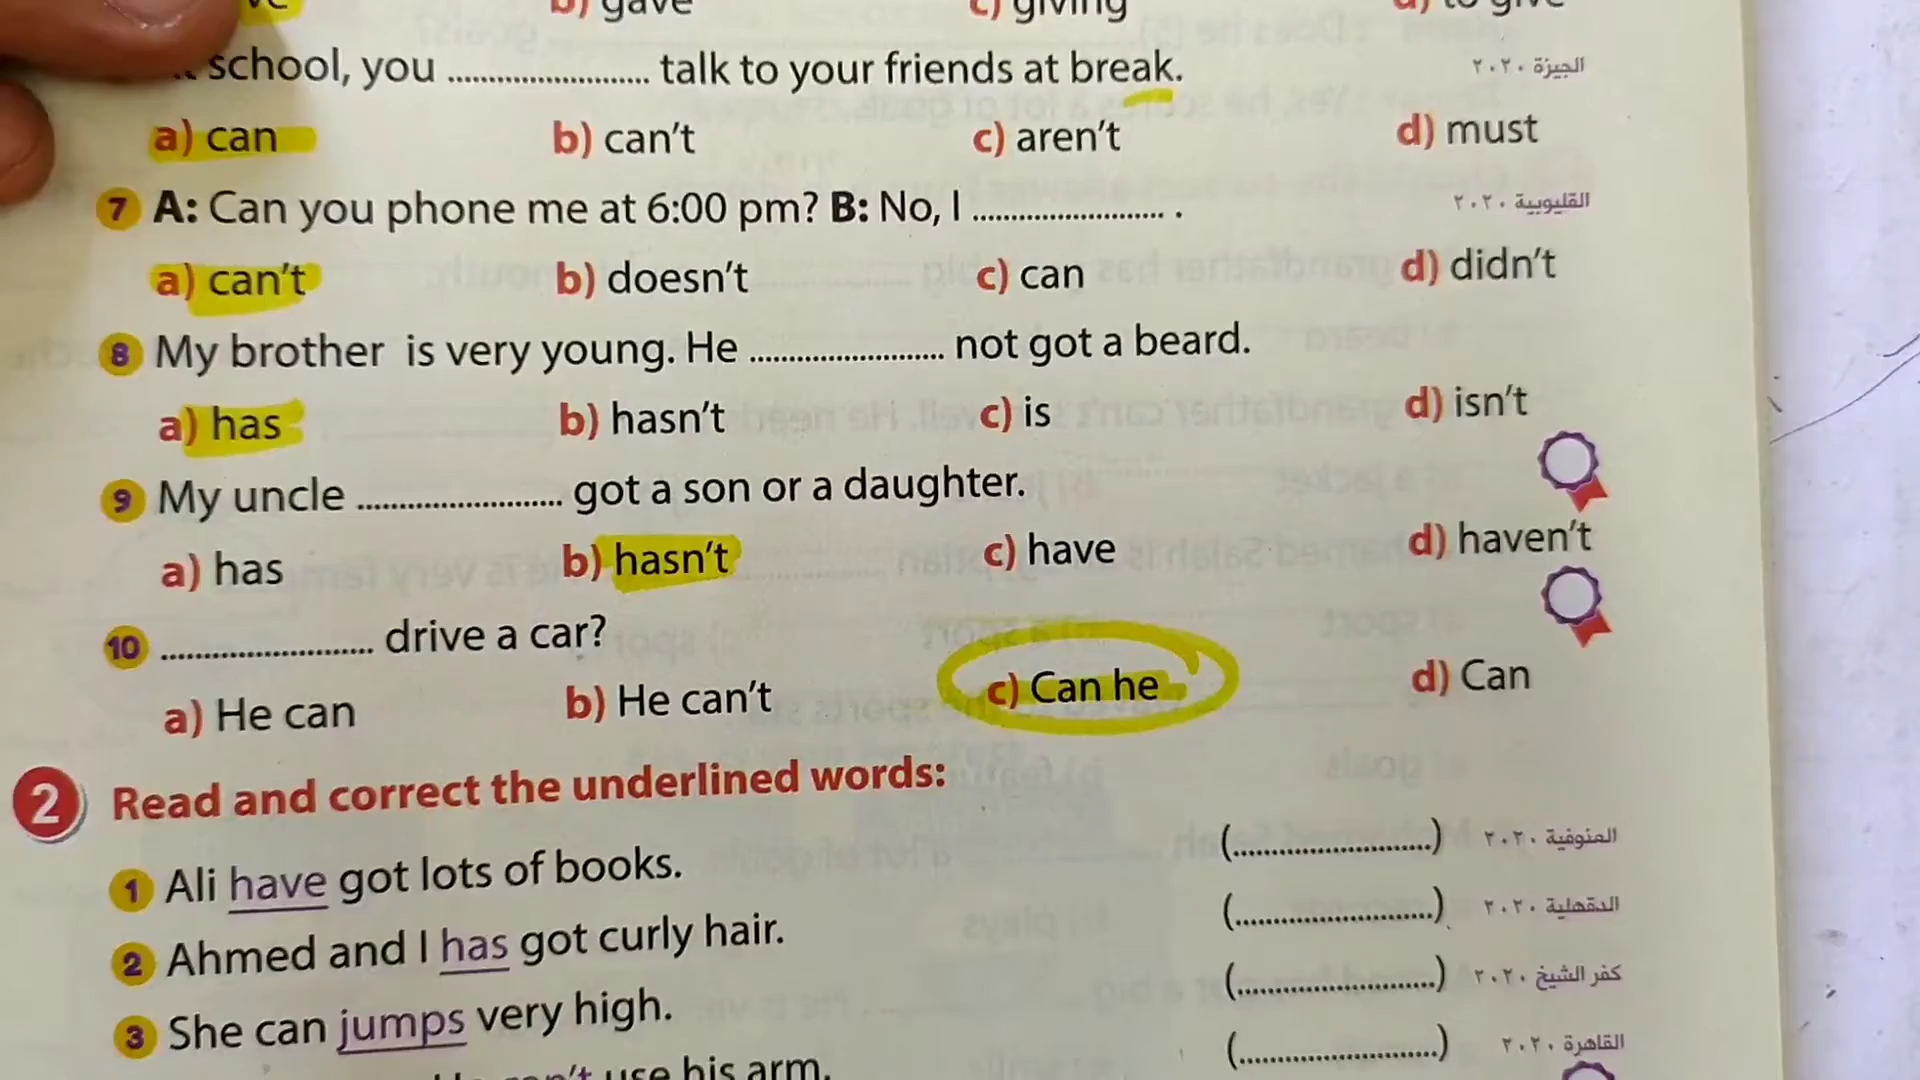 b) gave c) giving d) to give
school, you ........................ talk to your friends at break. الجيزة ٢٠٢٠
a) can b) can't c) aren't d) must
7 A: Can you phone me at 6:00 pm? B: No, I ........................ . القليوبية ٢٠٢٠
a) can't b) doesn't c) can d) didn't
8 My brother is very young. He ........................ not got a beard.
a) has b) hasn't c) is d) isn't
9 My uncle ........................ got a son or a daughter.
a) has b) hasn't c) have d) haven't
10 ........................ drive a car?
a) He can b) He can't c) Can he d) Can
2 Read and correct the underlined words:
1 Ali have got lots of books. (........................) المنوفية ٢٠٢٠
2 Ahmed and I has got curly hair. (........................) الدقهلية ٢٠٢٠
3 She can jumps very high. (........................) كفر الشيخ ٢٠٢٠
can't use his arm. (........................) القاهرة ٢٠٢٠